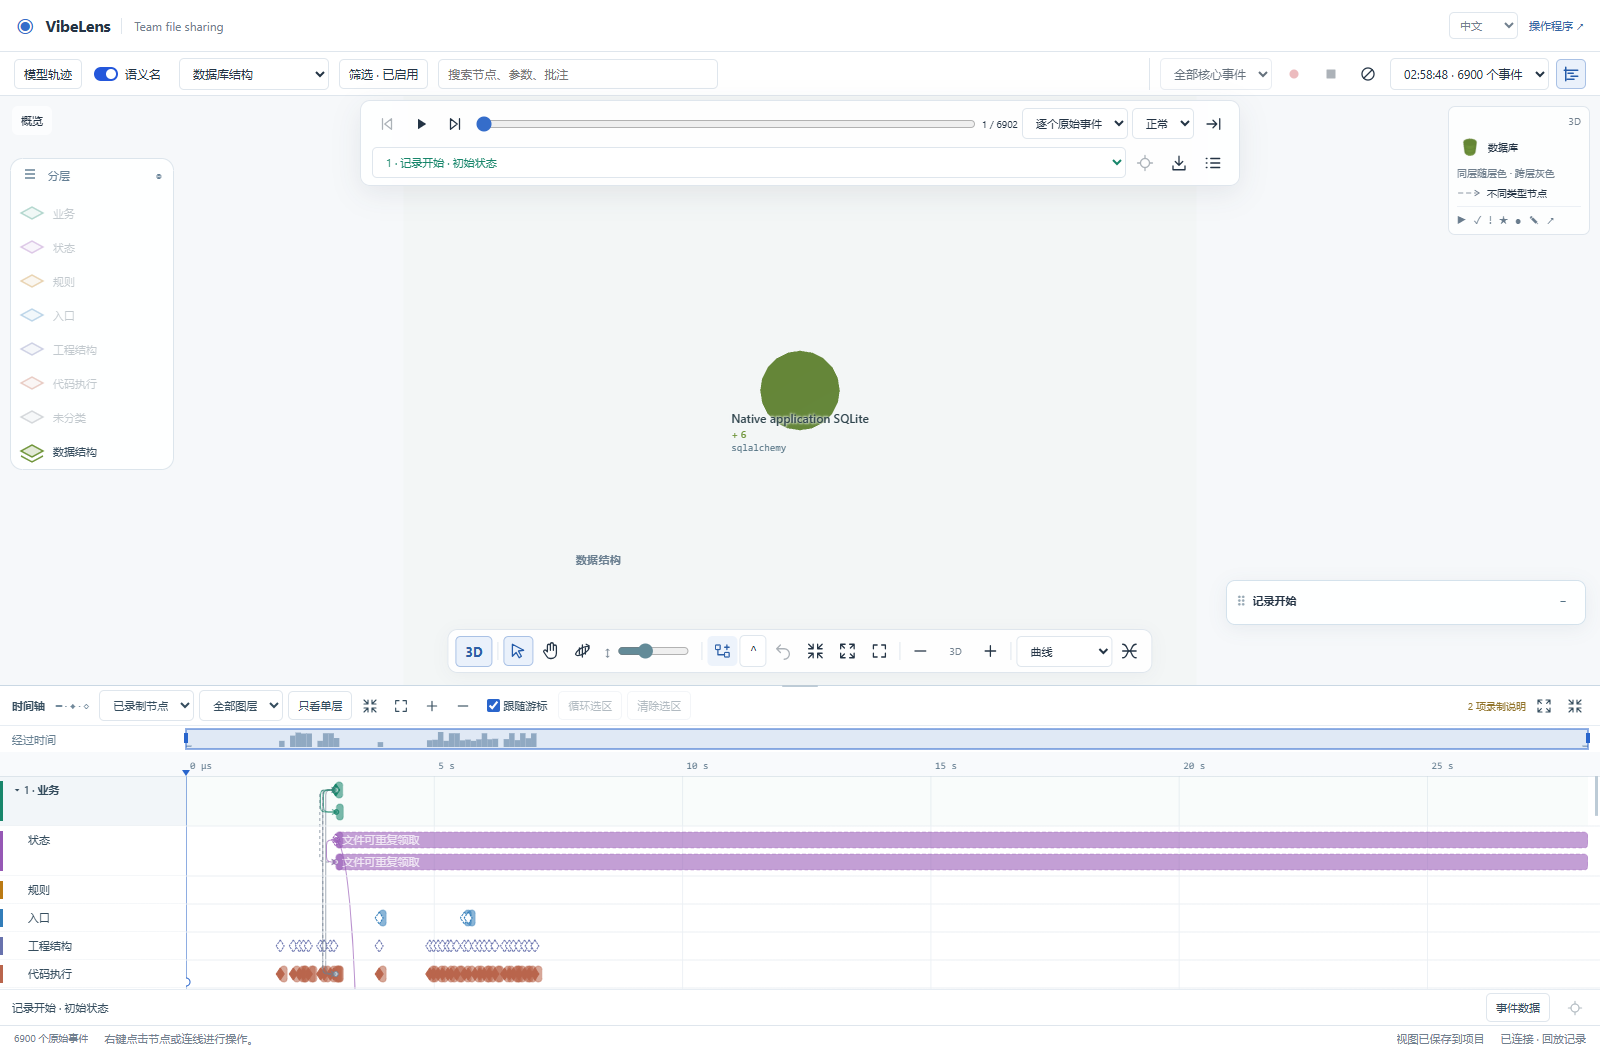 VibeLens Team file sharing 中文 操作程序 ↗
模型轨迹 语义名 数据库结构 筛选 · 已启用 搜索节点、参数、批注 全部核心事件 02:58:48 · 6900 个事件
概览
1 / 6902 逐个原始事件 正常
1 · 记录开始 · 初始状态
3D
数据库
同层随层色 · 跨层灰色
不同类型节点
分层
业务
状态
规则
入口
工程结构
代码执行
未分类
数据结构
Native application SQLite
+ 6
sqlalchemy
数据结构
记录开始
3D 3D 曲线
时间轴 已录制节点 全部图层 只看单层 跟随游标 循环选区 清除选区 2 项录制说明
经过时间
0 μs 5 s 10 s 15 s 20 s 25 s
1 · 业务
状态 文件可重复领取
文件可重复领取
规则
入口
工程结构
代码执行
记录开始 · 初始状态 事件数据
6900 个原始事件 右键点击节点或连线进行操作。 视图已保存到项目 已连接 · 回放记录